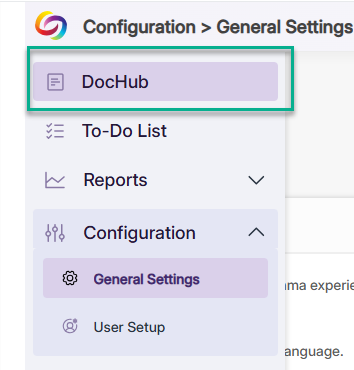 Configuration > General Settings
DocHub
To-Do List
Reports
Configuration
General Settings
ma experie
User Setup
anguage.